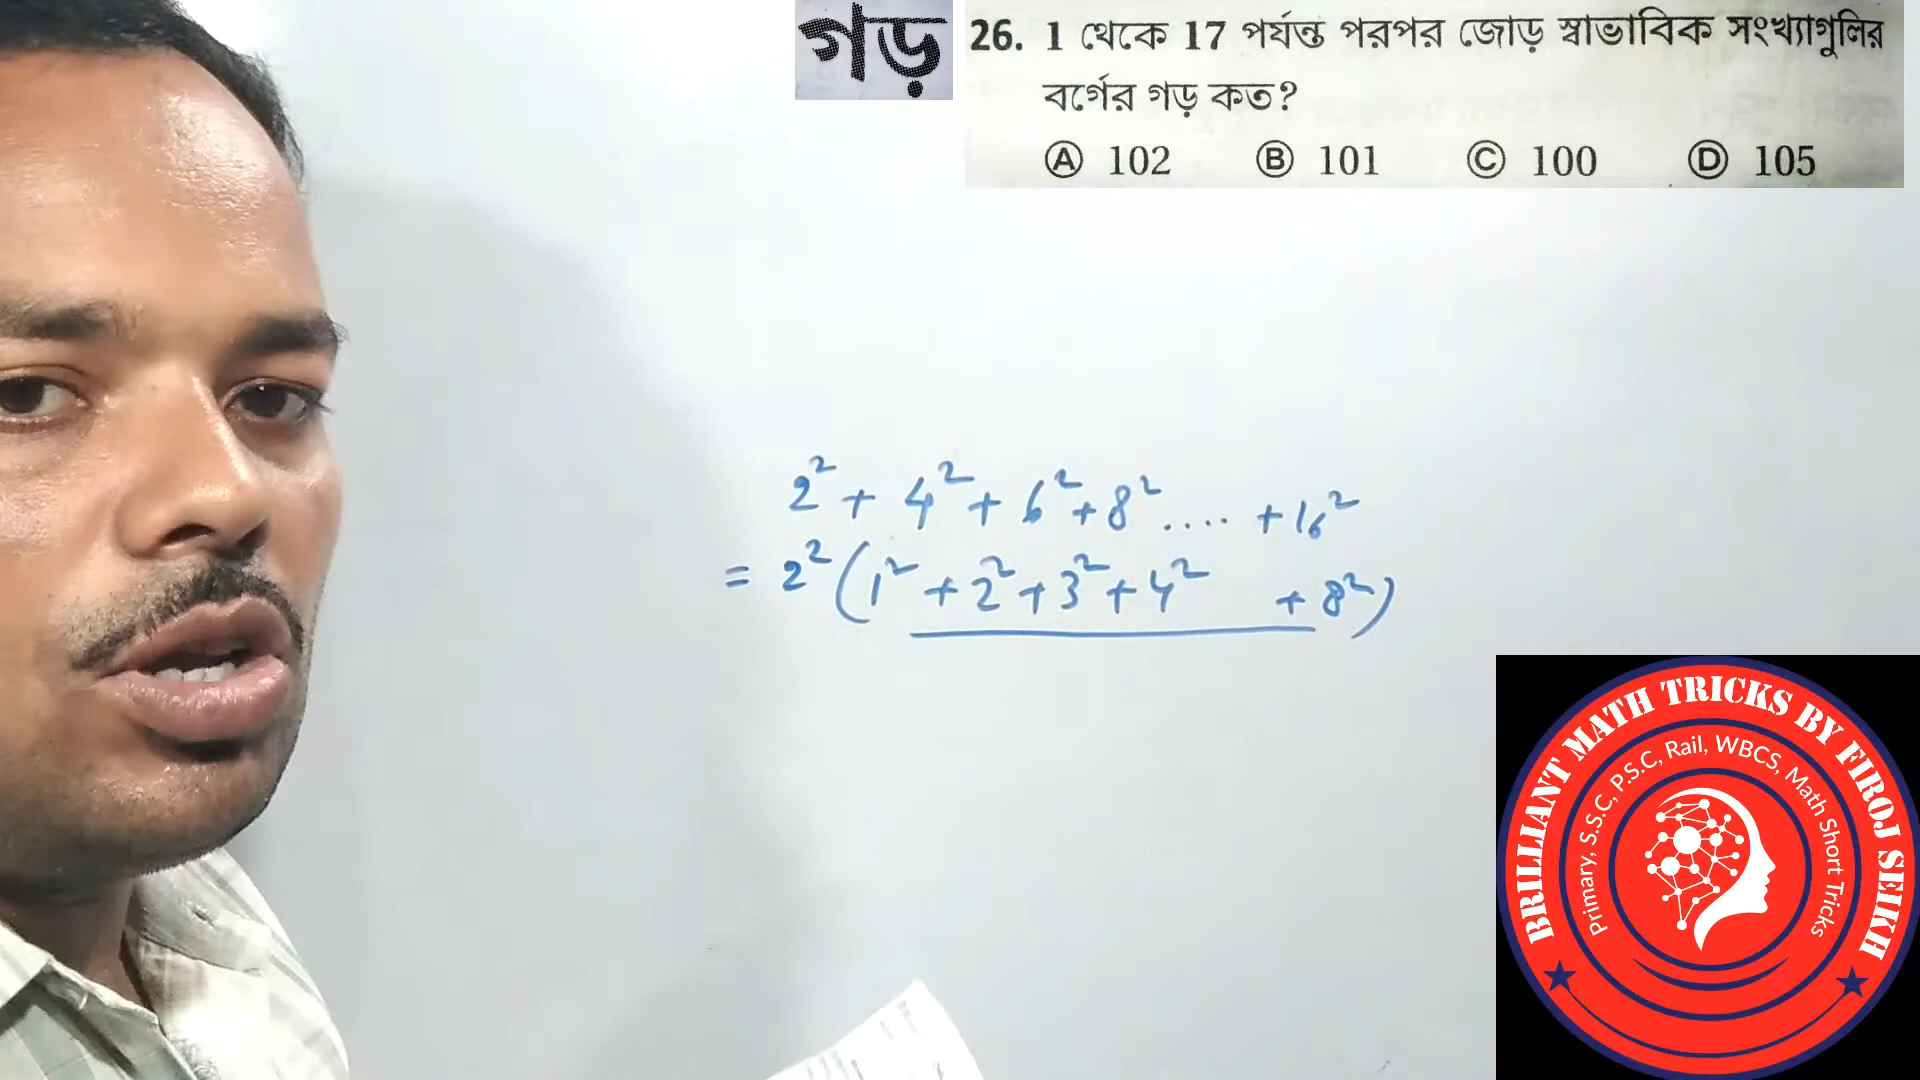 গড়
26. 1 থেকে 17 পর্যন্ত পরপর জোড় স্বাভাবিক সংখ্যাগুলির
বর্গের গড় কত?
Ⓐ 102 Ⓑ 101 Ⓒ 100 Ⓓ 105
2² + 4² + 6² + 8² .... + 16²
= 2² (1² + 2² + 3² + 4² + 8²)
BRILLIANT MATH TRICKS BY FIROJ SEIKH
Primary, S.S.C, P.S.C, Rail, WBCS, Math Short Tricks